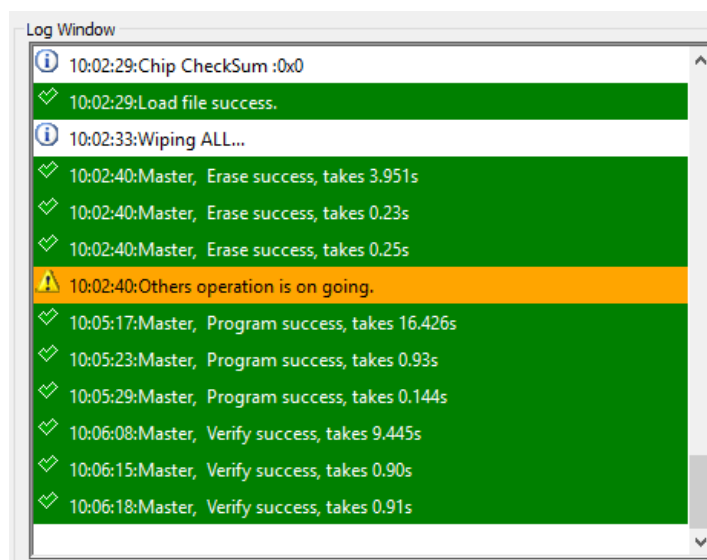 Log Window
10:02:29:Chip CheckSum :0x0
10:02:29:Load file success.
10:02:33:Wiping ALL...
10:02:40:Master,  Erase success, takes 3.951s
10:02:40:Master,  Erase success, takes 0.23s
10:02:40:Master,  Erase success, takes 0.25s
10:02:40:Others operation is on going.
10:05:17:Master,  Program success, takes 16.426s
10:05:23:Master,  Program success, takes 0.93s
10:05:29:Master,  Program success, takes 0.144s
10:06:08:Master,  Verify success, takes 9.445s
10:06:15:Master,  Verify success, takes 0.90s
10:06:18:Master,  Verify success, takes 0.91s